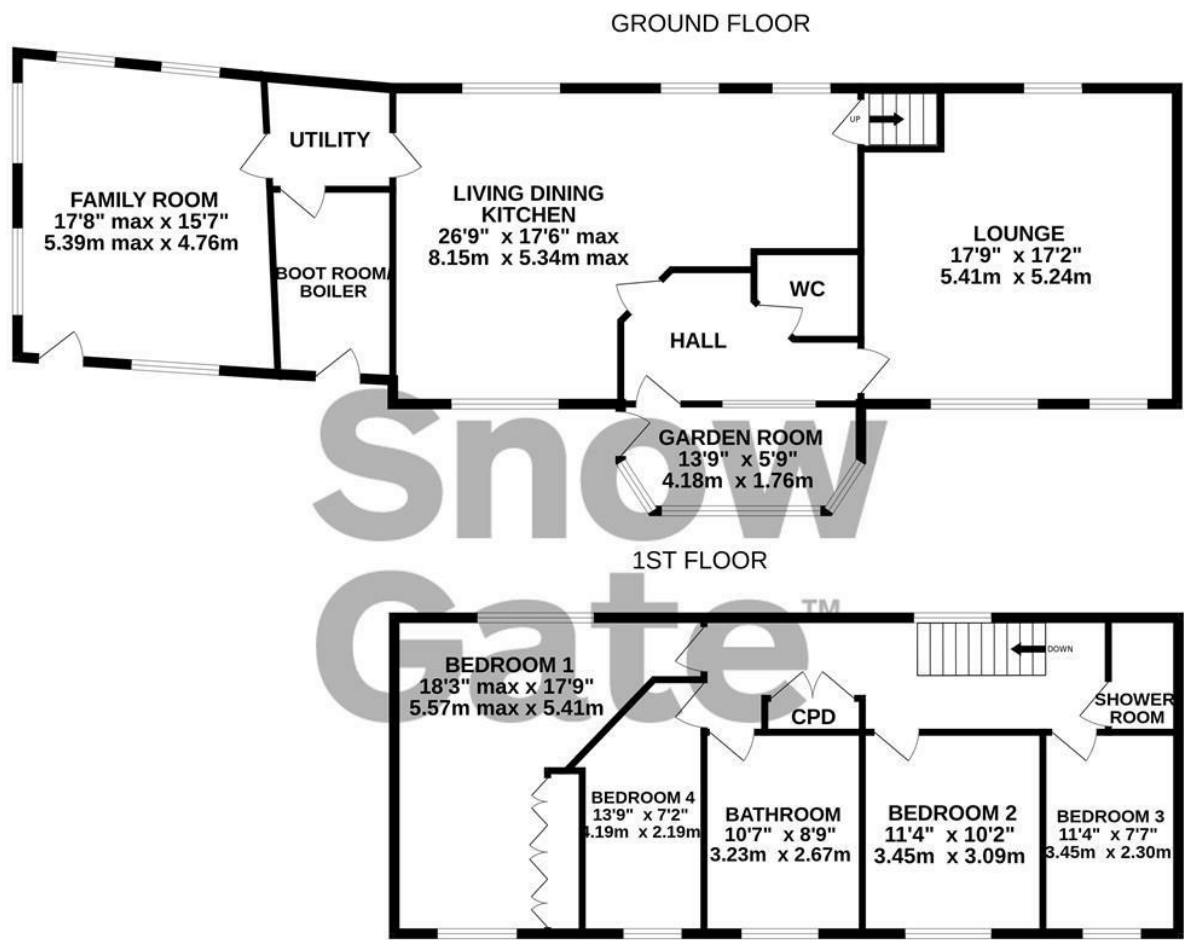 GROUND FLOOR
FAMILY ROOM
17'8" max x 15'7"
5.39m max x 4.76m
UTILITY
BOOT ROOM/
BOILER
LIVING DINING
KITCHEN
26'9" x 17'6" max
8.15m x 5.34m max
UP
LOUNGE
17'9" x 17'2"
5.41m x 5.24m
WC
HALL
GARDEN ROOM
13'9" x 5'9"
4.18m x 1.76m
Snow
Gate™
1ST FLOOR
BEDROOM 1
18'3" max x 17'9"
5.57m max x 5.41m
DOWN
SHOWER
ROOM
CPD
BEDROOM 4
13'9" x 7'2"
4.19m x 2.19m
BATHROOM
10'7" x 8'9"
3.23m x 2.67m
BEDROOM 2
11'4" x 10'2"
3.45m x 3.09m
BEDROOM 3
11'4" x 7'7"
3.45m x 2.30m